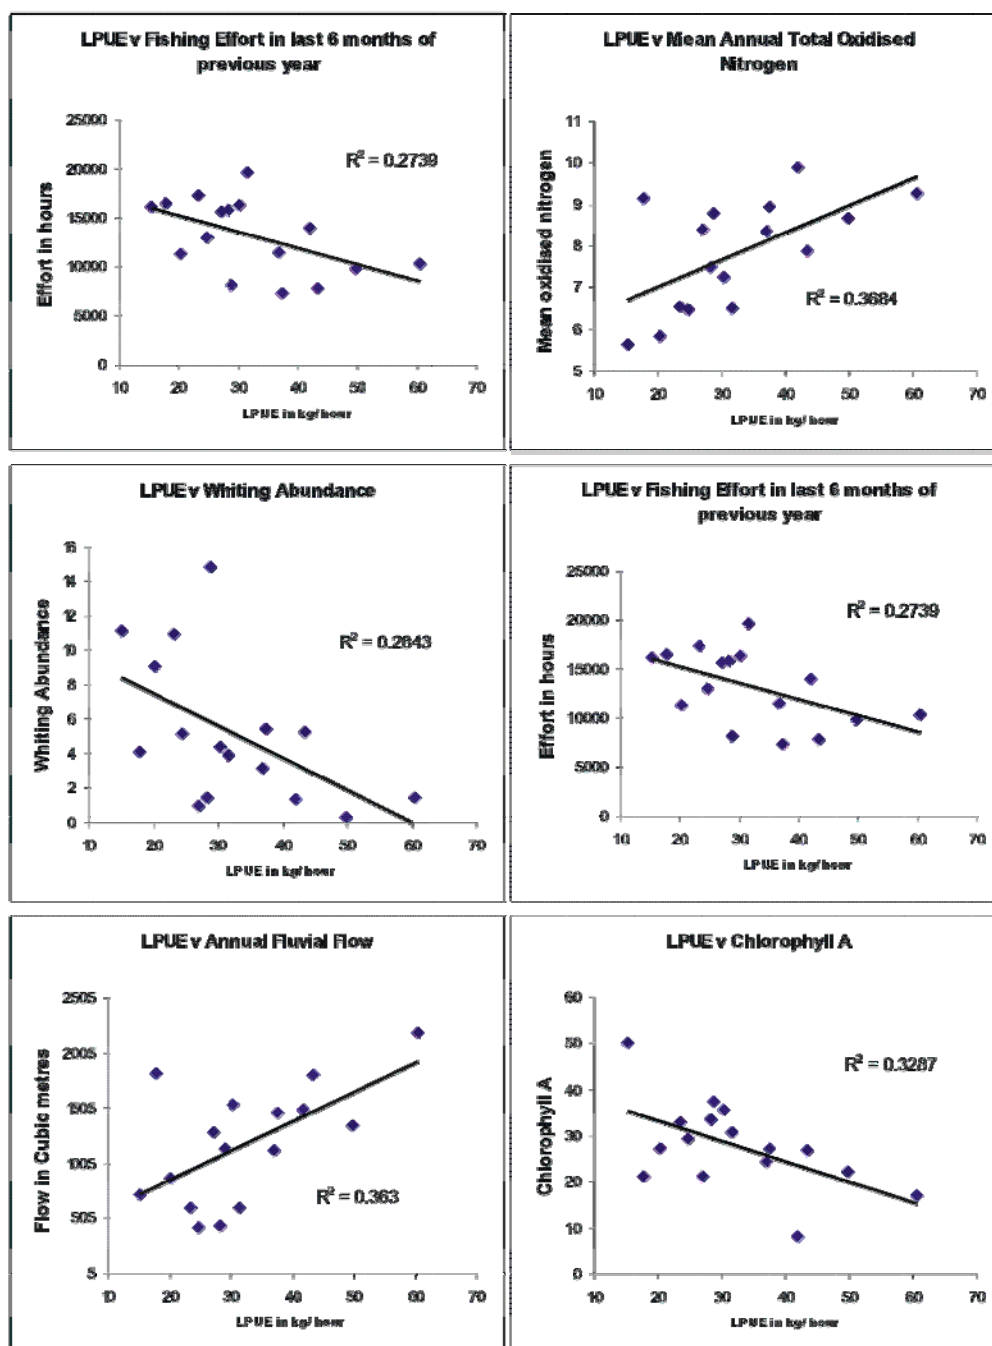 LPUE v Fishing Effort in last 6 months of
previous year
25000
20000
15000
10000
5000
0
Effort in hours
R² = 0.2739
10 20 30 40 50 60 70
LPUE in kg/ hour
LPUE v Mean Annual Total Oxidised
Nitrogen
11
10
9
8
7
6
5
Mean oxidised nitrogen
R² = 0.3684
10 20 30 40 50 60 70
LPUE in kg/ hour
LPUE v Whiting Abundance
16
14
12
10
8
6
4
2
0
Whiting Abundance
R² = 0.2843
10 20 30 40 50 60 70
LPUE in kg/ hour
LPUE v Fishing Effort in last 6 months of
previous year
25000
20000
15000
10000
5000
0
Effort in hours
R² = 0.2739
10 20 30 40 50 60 70
LPUE in kg/ hour
LPUE v Annual Fluvial Flow
2505
2005
1505
1005
505
5
Flow in Cubic metres
R² = 0.363
10 20 30 40 50 60 70
LPUE in kg/ hour
LPUE v Chlorophyll A
60
50
40
30
20
10
0
Chlorophyll A
R² = 0.3287
10 20 30 40 50 60 70
LPUE in kg/ hour